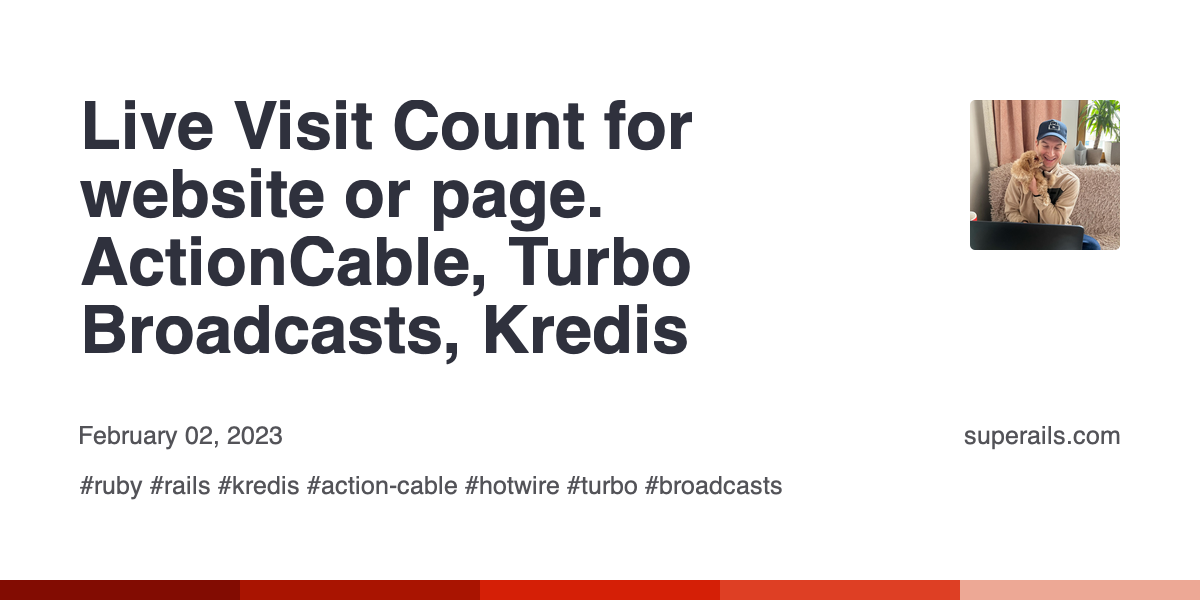 Live Visit Count for
website or page.
ActionCable, Turbo
Broadcasts, Kredis
February 02, 2023
superails.com
#ruby #rails #kredis #action-cable #hotwire #turbo #broadcasts